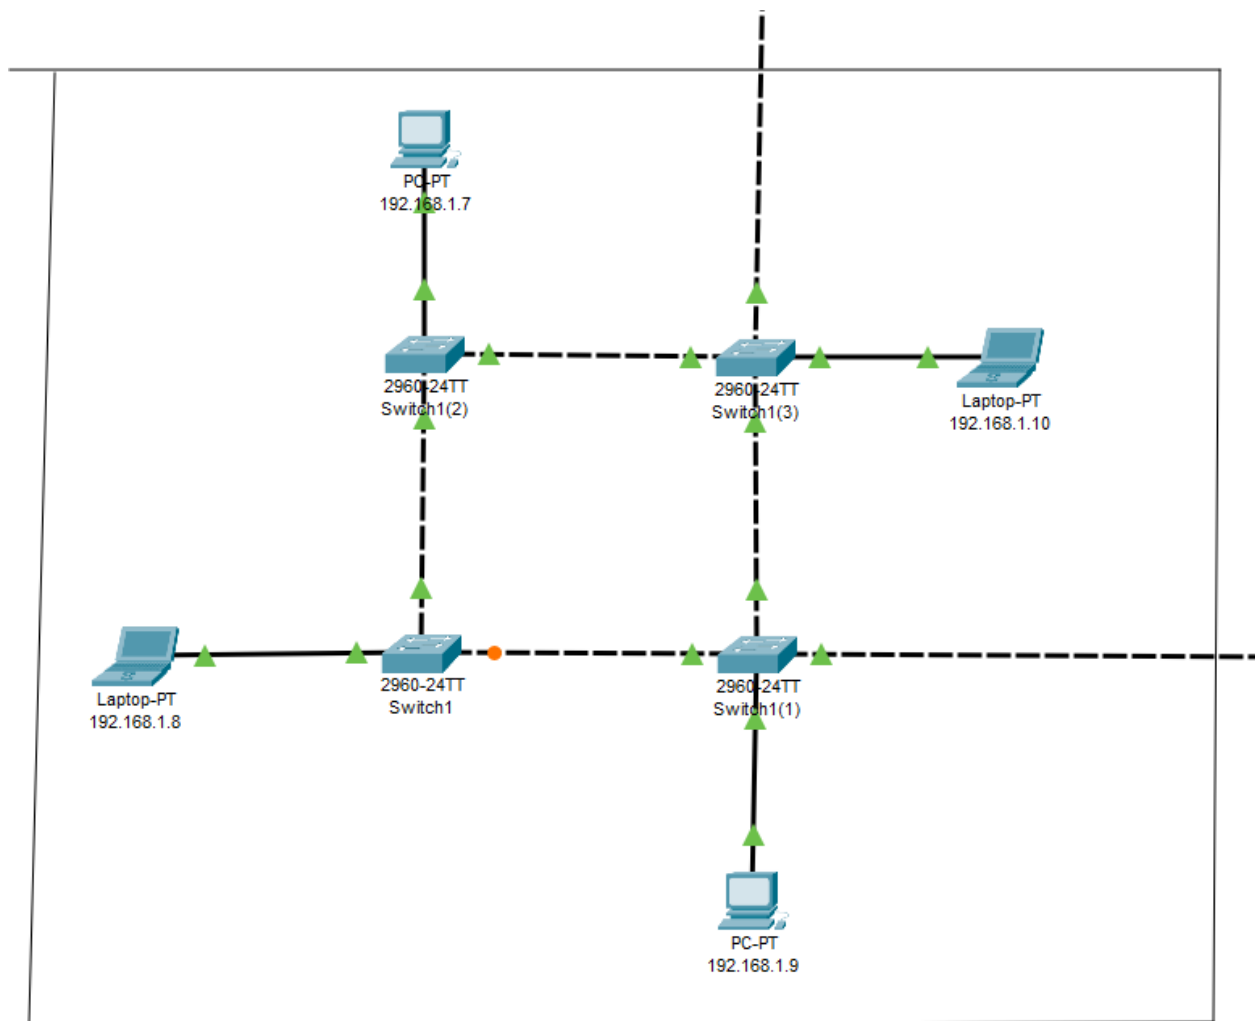 PC-PT
192.168.1.7
2960-24TT
Switch1(2)
2960-24TT
Switch1(3)
Laptop-PT
192.168.1.10
Laptop-PT
192.168.1.8
2960-24TT
Switch1
2960-24TT
Switch1(1)
PC-PT
192.168.1.9